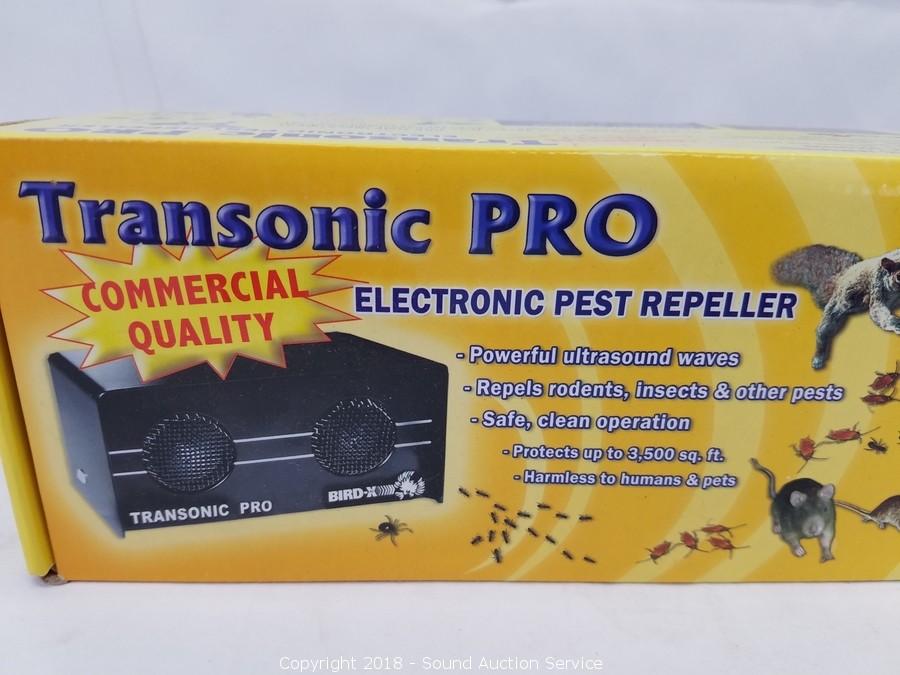 Transonic PRO
COMMERCIAL
QUALITY
ELECTRONIC PEST REPELLER
- Powerful ultrasound waves
- Repels rodents, insects & other pests
- Safe, clean operation
- Protects up to 3,500 sq. ft.
- Harmless to humans & pets
BIRD-X
TRANSONIC PRO
Copyright 2018 - Sound Auction Service